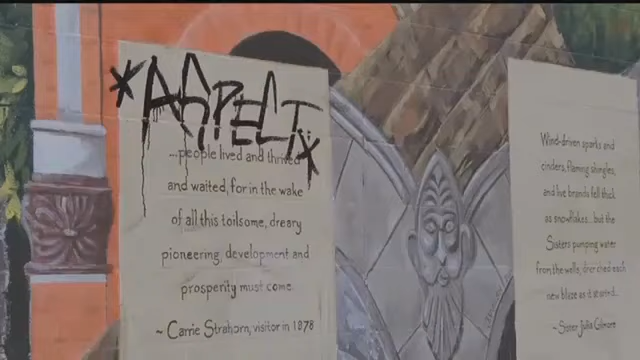 *ASPECT*
...people lived and thrived
and waited, for in the wake
of all this toilsome, dreary
pioneering, development and
prosperity must come.
~ Carrie Strahorn, visitor in 1878
Wind-driven sparks and
cinders, flaming shingles,
and live brands fell thick
as snowflakes...but the
Sisters pumping water
from the wells, drenched each
new blaze as it started...
~ Sister Julia Gilmore